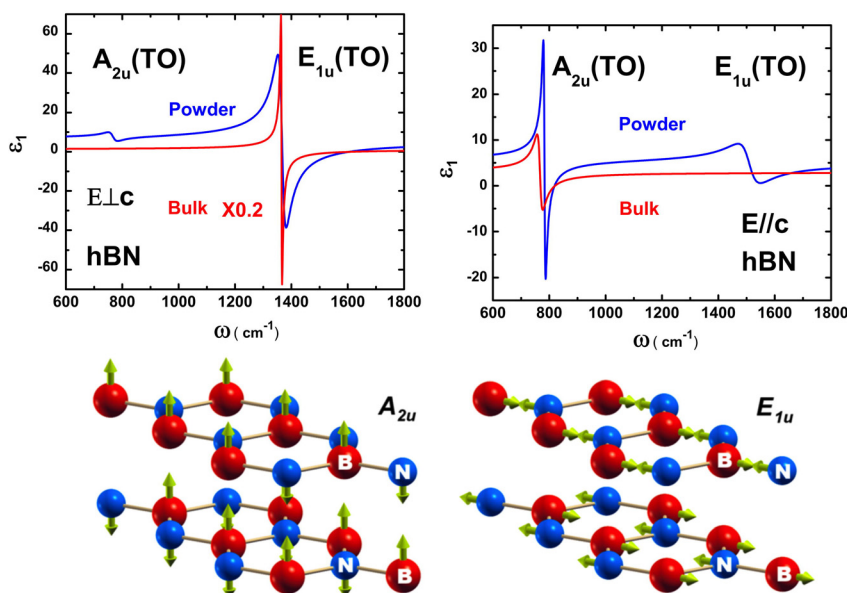 A2u(TO) E1u(TO)
Powder
Bulk X0.2
E⊥c
hBN
ε1
60
40
20
0
-20
-40
-60
600 800 1000 1200 1400 1600 1800
ω( cm-1)
A2u(TO) E1u(TO)
Powder
Bulk
E//c
hBN
ε1
30
20
10
0
-10
-20
600 800 1000 1200 1400 1600 1800
ω( cm-1)
A2u
B
N
N
B
E1u
B
N
N
B